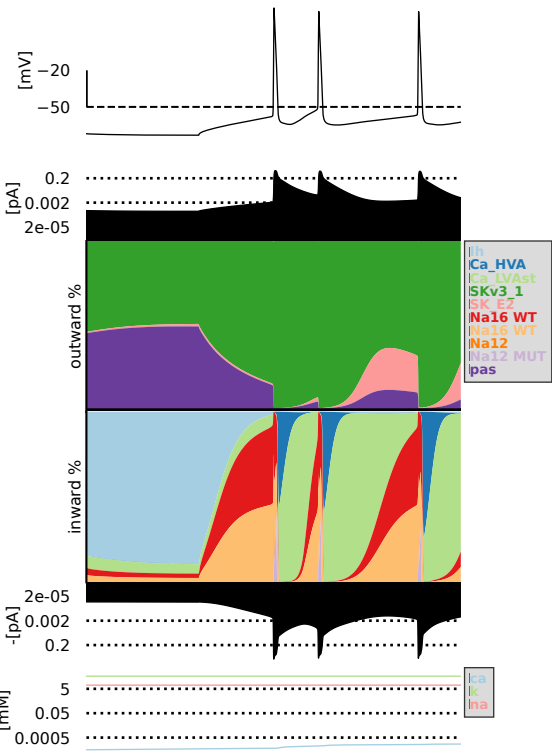 [mV]
−20
−50
[pA]
0.2
0.002
2e-05
outward %
Ih
Ca_HVA
Ca_LVAst
SKv3_1
SK_E2
Na16 WT
Na16 WT
Na12
Na12 MUT
pas
inward %
-[pA]
2e-05
0.002
0.2
[mM]
5
0.05
0.0005
ca
k
na